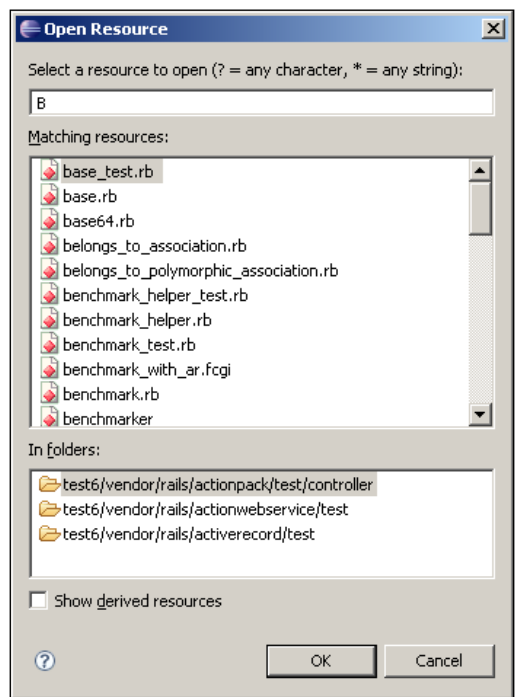 Open Resource
Select a resource to open (? = any character, * = any string):
B
Matching resources:
base_test.rb
base.rb
base64.rb
belongs_to_association.rb
belongs_to_polymorphic_association.rb
benchmark_helper_test.rb
benchmark_helper.rb
benchmark_test.rb
benchmark_with_ar.fcgi
benchmark.rb
benchmarker
In folders:
test6/vendor/rails/actionpack/test/controller
test6/vendor/rails/actionwebservice/test
test6/vendor/rails/activerecord/test
Show derived resources
OK Cancel